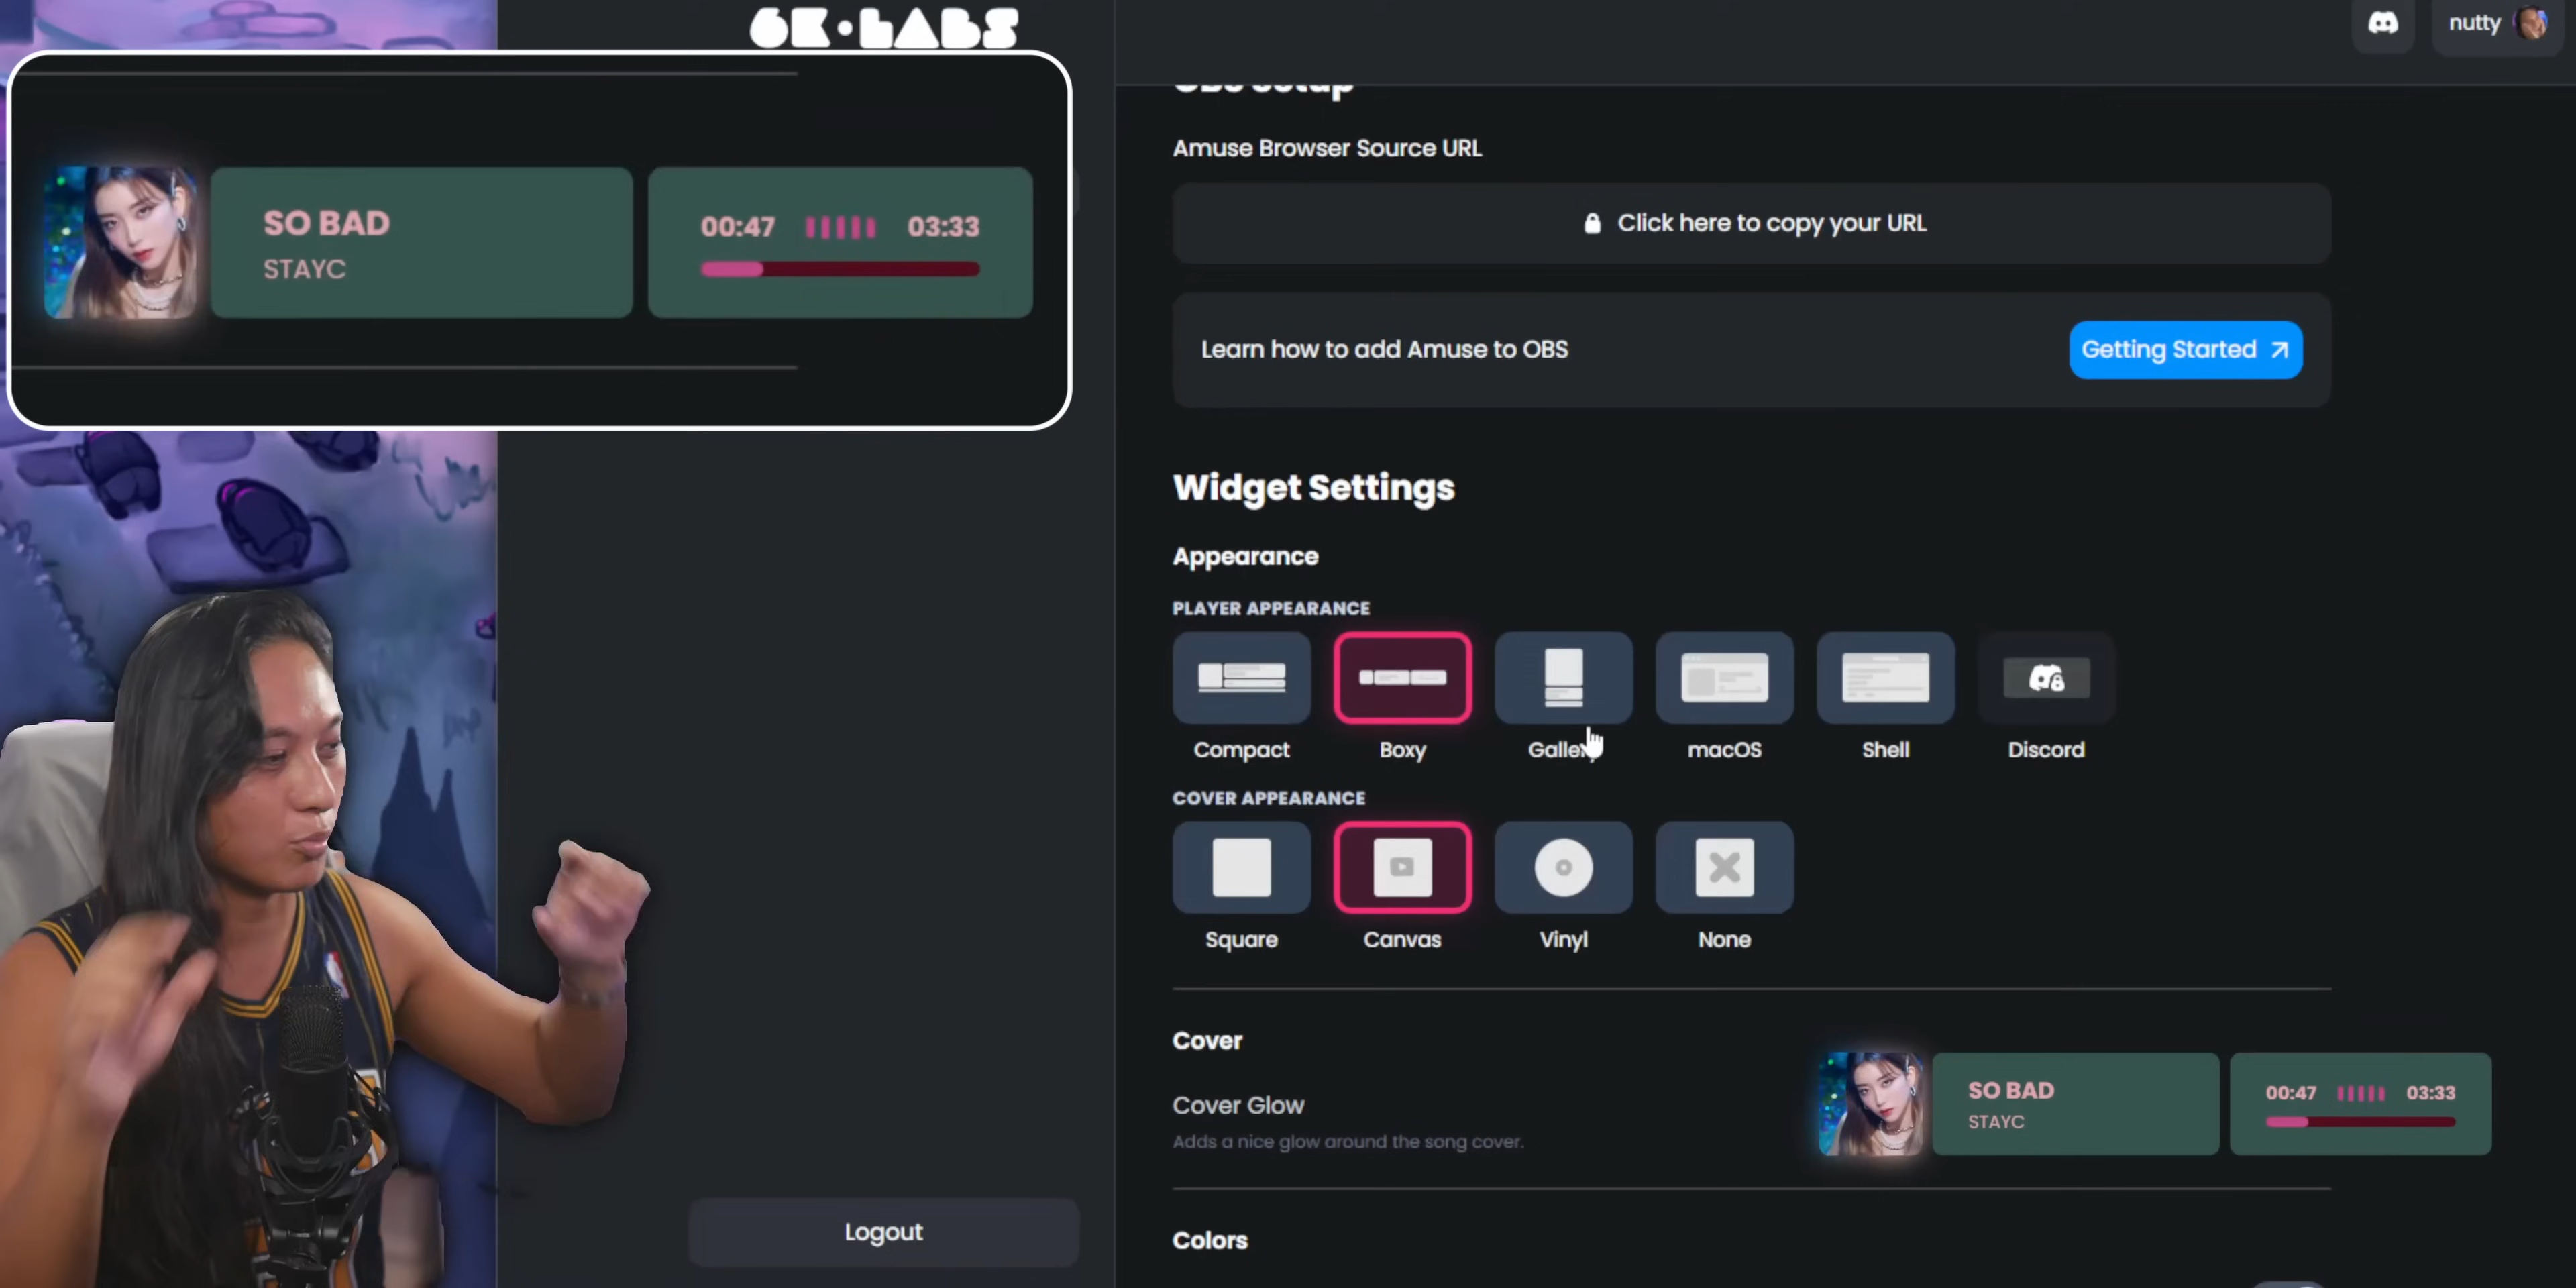 6K•LABS
nutty
SO BAD
STAYC
00:47
03:33
OBS Setup
Amuse Browser Source URL
Click here to copy your URL
Learn how to add Amuse to OBS
Getting Started
Widget Settings
Appearance
PLAYER APPEARANCE
Compact
Boxy
Gallery
macOS
Shell
Discord
COVER APPEARANCE
Square
Canvas
Vinyl
None
Cover
Cover Glow
Adds a nice glow around the song cover.
SO BAD
STAYC
00:47
03:33
Logout
Colors